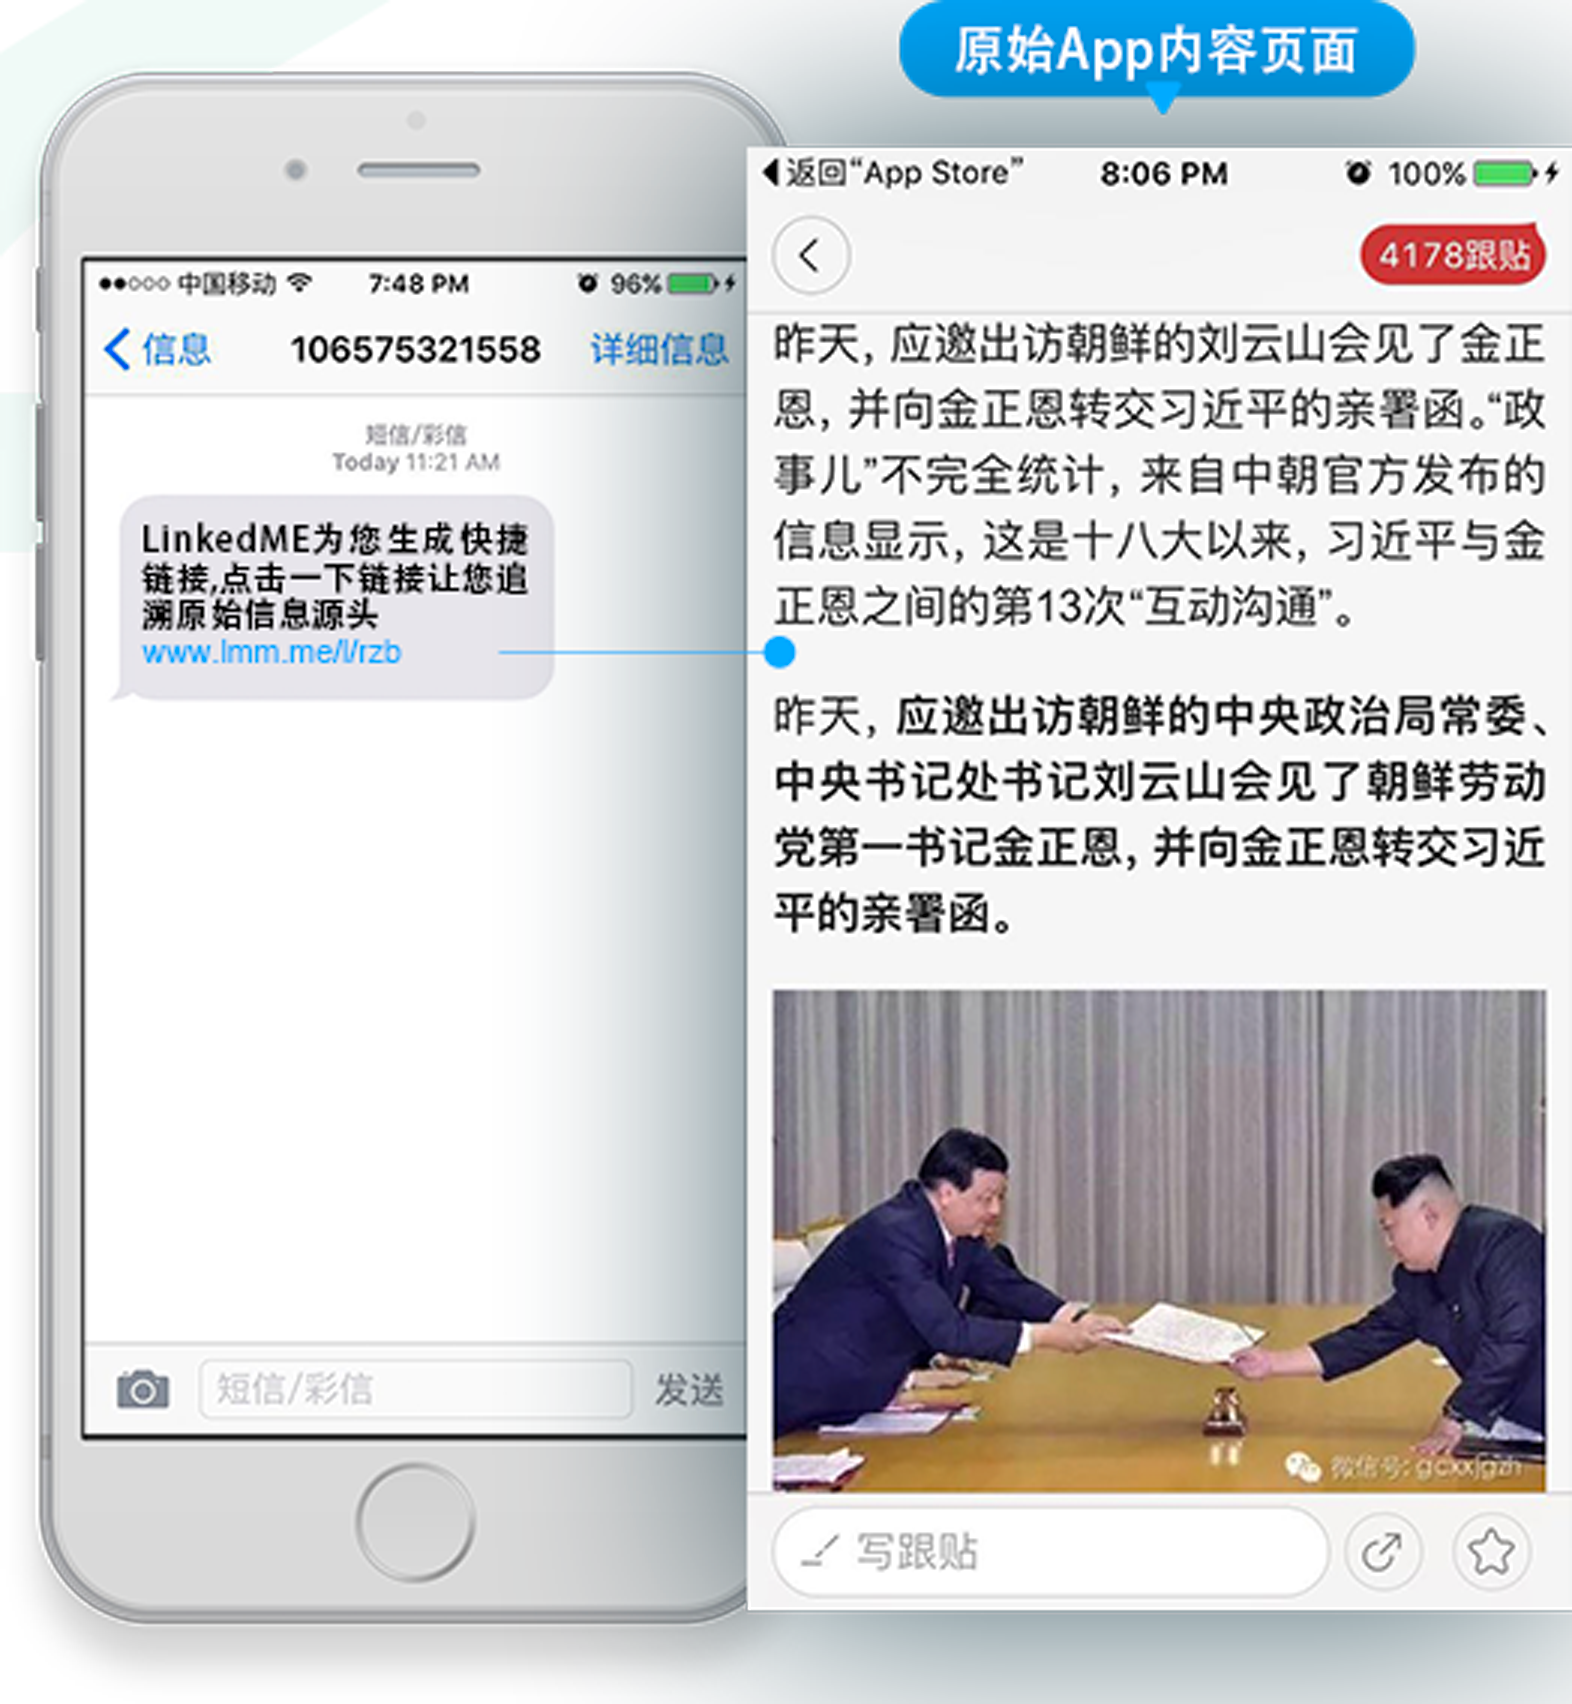 原始App内容页面
中国移动 7:48 PM 96%
信息 106575321558 详细信息
短信/彩信
Today 11:21 AM
LinkedME为您生成快捷
链接,点击一下链接让您追
溯原始信息源头
www.lmm.me/l/rzb
短信/彩信 发送
返回“App Store” 8:06 PM 100%
4178跟贴
昨天, 应邀出访朝鲜的刘云山会见了金正
恩, 并向金正恩转交习近平的亲署函。“政
事儿”不完全统计, 来自中朝官方发布的
信息显示, 这是十八大以来, 习近平与金
正恩之间的第13次“互动沟通”。
昨天, 应邀出访朝鲜的中央政治局常委、
中央书记处书记刘云山会见了朝鲜劳动
党第一书记金正恩, 并向金正恩转交习近
平的亲署函。
微信号: gcxxjgzh
写跟贴